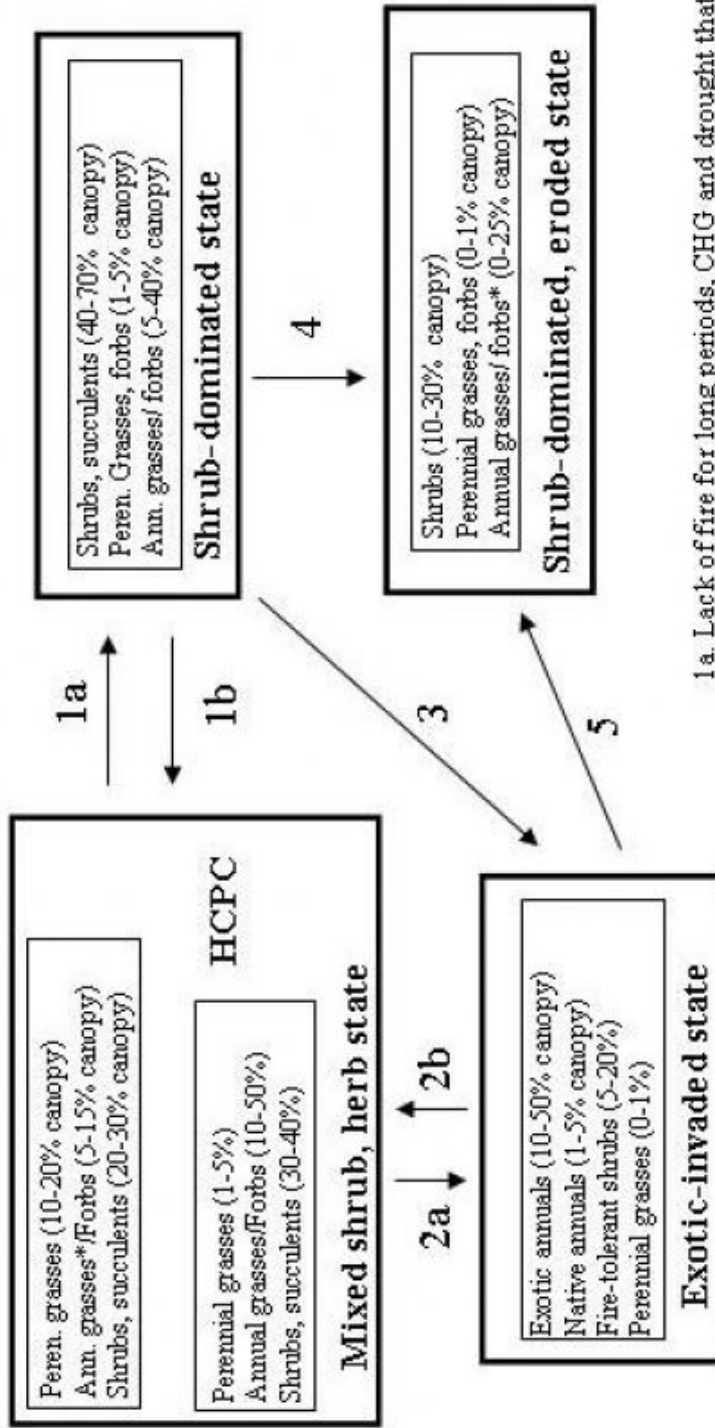 Peren. grasses (10-20% canopy)
Ann. grasses*/Forbs (5-15% canopy)
Shrubs, succulents (20-30% canopy)
HCPC
Perennial grasses (1-5%)
Annual grasses/Forbs (10-50%)
Shrubs, succulents (30-40%)
Mixed shrub, herb state
1a
1b
Shrubs, succulents (40-70% canopy)
Peren. Grasses, forbs (1-5% canopy)
Ann. grasses/ forbs (5-40% canopy)
Shrub-dominated state
2a
2b
3
4
Exotic annuals (10-50% canopy)
Native annuals (1-5% canopy)
Fire-tolerant shrubs (5-20%)
Perennial grasses (0-1%)
Exotic-invaded state
5
Shrubs (10-30% canopy)
Perennial grasses, forbs (0-1% canopy)
Annual grasses/ forbs* (0-25% canopy)
Shrub-dominated, eroded state
1a. Lack of fire for long periods, CHG and drought that